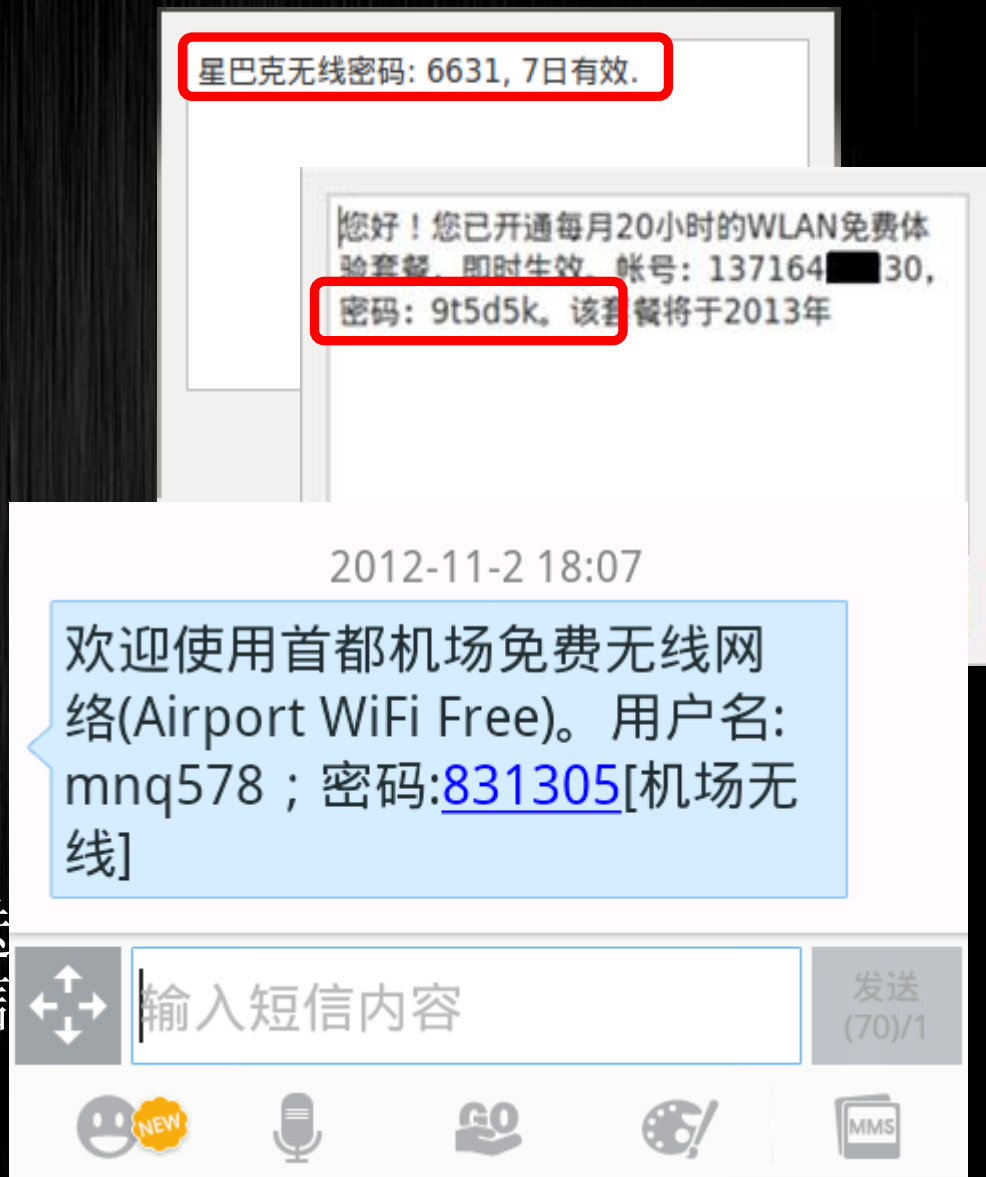 星巴克无线密码: 6631, 7日有效.
您好！您已开通每月20小时的WLAN免费体
验套餐，即时生效。帐号：137164 30，
密码：9t5d5k。该套餐将于2013年
2012-11-2 18:07
欢迎使用首都机场免费无线网
络(Airport WiFi Free)。用户名:
mnq578；密码:831305[机场无
线]
输入短信内容
发送
(70)/1
NEW
GO
MMS